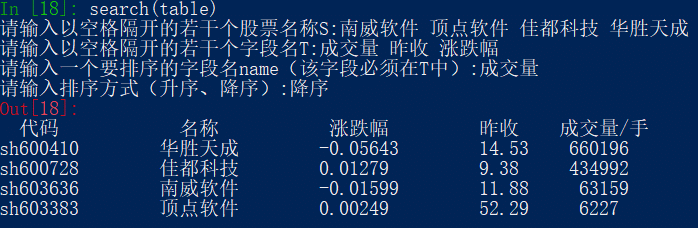 In [18]: search(table)
请输入以空格隔开的若干个股票名称S:南威软件 顶点软件 佳都科技 华胜天成
请输入以空格隔开的若干个字段名T:成交量 昨收 涨跌幅
请输入一个要排序的字段名name（该字段必须在T中）:成交量
请输入排序方式（升序、降序）:降序
Out[18]:
代码 名称 涨跌幅 昨收 成交量/手
sh600410 华胜天成 -0.05643 14.53 660196
sh600728 佳都科技 0.01279 9.38 434992
sh603636 南威软件 -0.01599 11.88 63159
sh603383 顶点软件 0.00249 52.29 6227